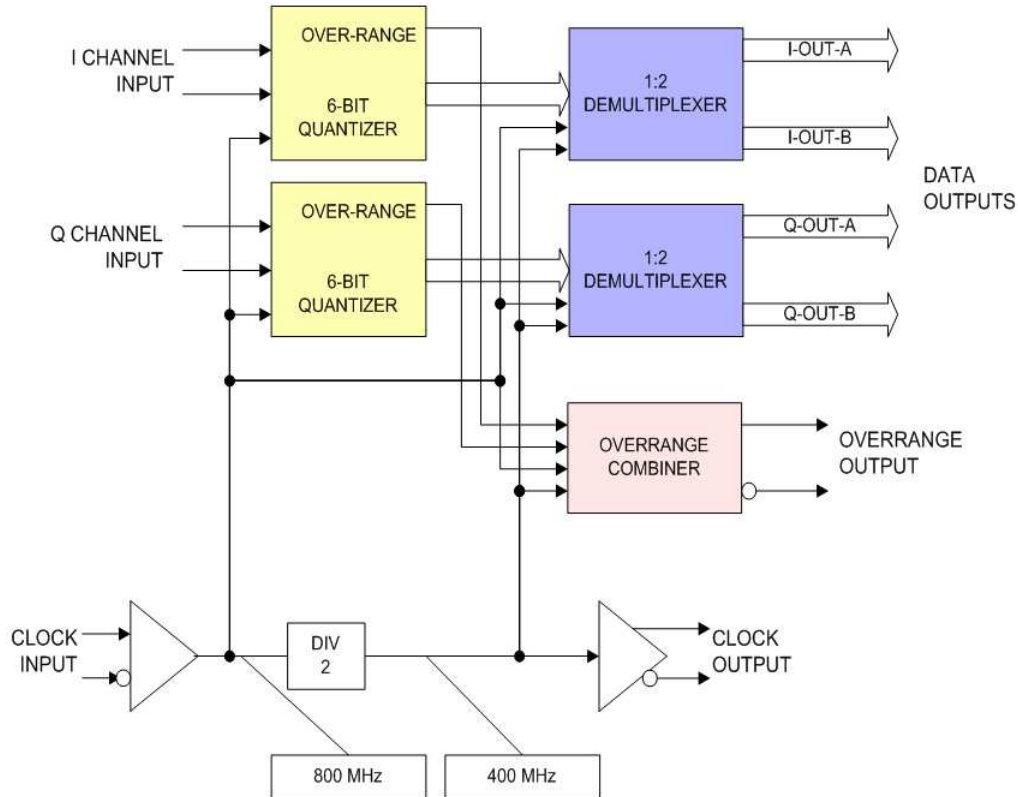 I CHANNEL
INPUT
OVER-RANGE
6-BIT
QUANTIZER
1:2
DEMULTIPLEXER
I-OUT-A
I-OUT-B
DATA
OUTPUTS
Q CHANNEL
INPUT
OVER-RANGE
6-BIT
QUANTIZER
1:2
DEMULTIPLEXER
Q-OUT-A
Q-OUT-B
OVERRANGE
COMBINER
OVERRANGE
OUTPUT
CLOCK
INPUT
DIV
2
CLOCK
OUTPUT
800 MHz
400 MHz